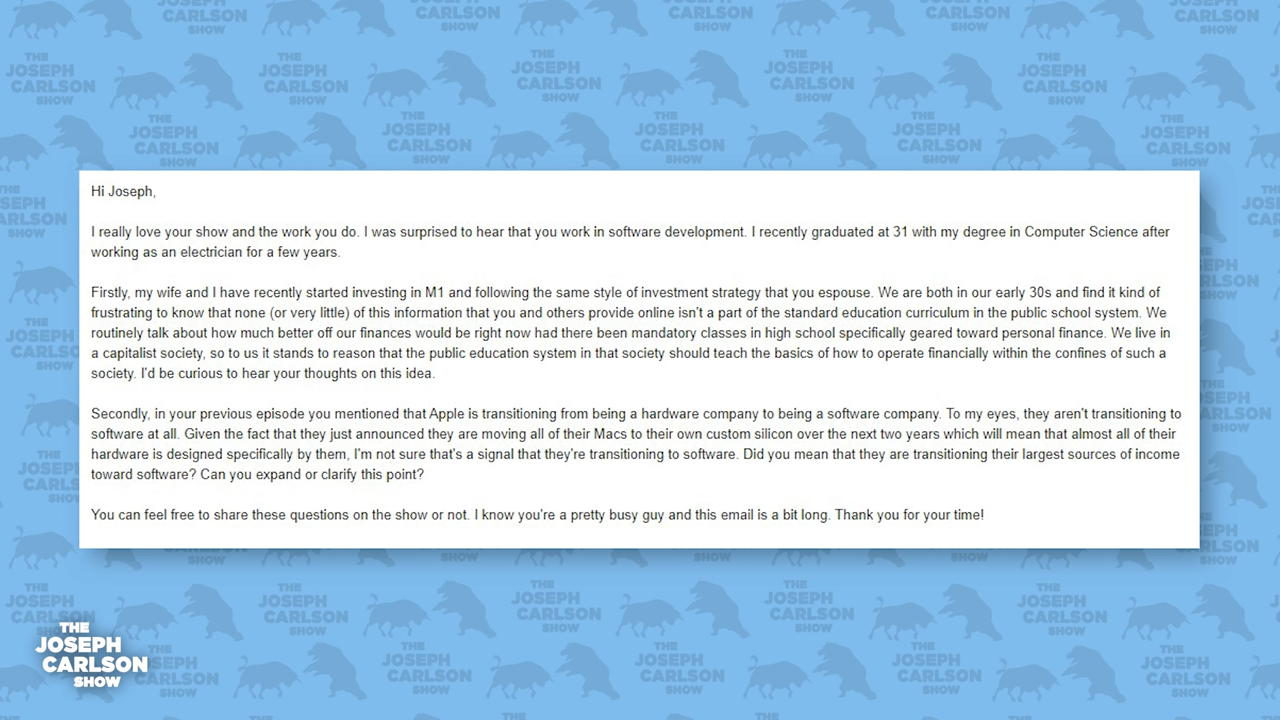 Hi Joseph,
I really love your show and the work you do. I was surprised to hear that you work in software development. I recently graduated at 31 with my degree in Computer Science after
working as an electrician for a few years.
Firstly, my wife and I have recently started investing in M1 and following the same style of investment strategy that you espouse. We are both in our early 30s and find it kind of
frustrating to know that none (or very little) of this information that you and others provide online isn't a part of the standard education curriculum in the public school system. We
routinely talk about how much better off our finances would be right now had there been mandatory classes in high school specifically geared toward personal finance. We live in
a capitalist society, so to us it stands to reason that the public education system in that society should teach the basics of how to operate financially within the confines of such a
society. I'd be curious to hear your thoughts on this idea.
Secondly, in your previous episode you mentioned that Apple is transitioning from being a hardware company to being a software company. To my eyes, they aren't transitioning to
software at all. Given the fact that they just announced they are moving all of their Macs to their own custom silicon over the next two years which will mean that almost all of their
hardware is designed specifically by them, I'm not sure that's a signal that they're transitioning to software. Did you mean that they are transitioning their largest sources of income
toward software? Can you expand or clarify this point?
You can feel free to share these questions on the show or not. I know you're a pretty busy guy and this email is a bit long. Thank you for your time!
THE
JOSEPH
CARLSON
SHOW